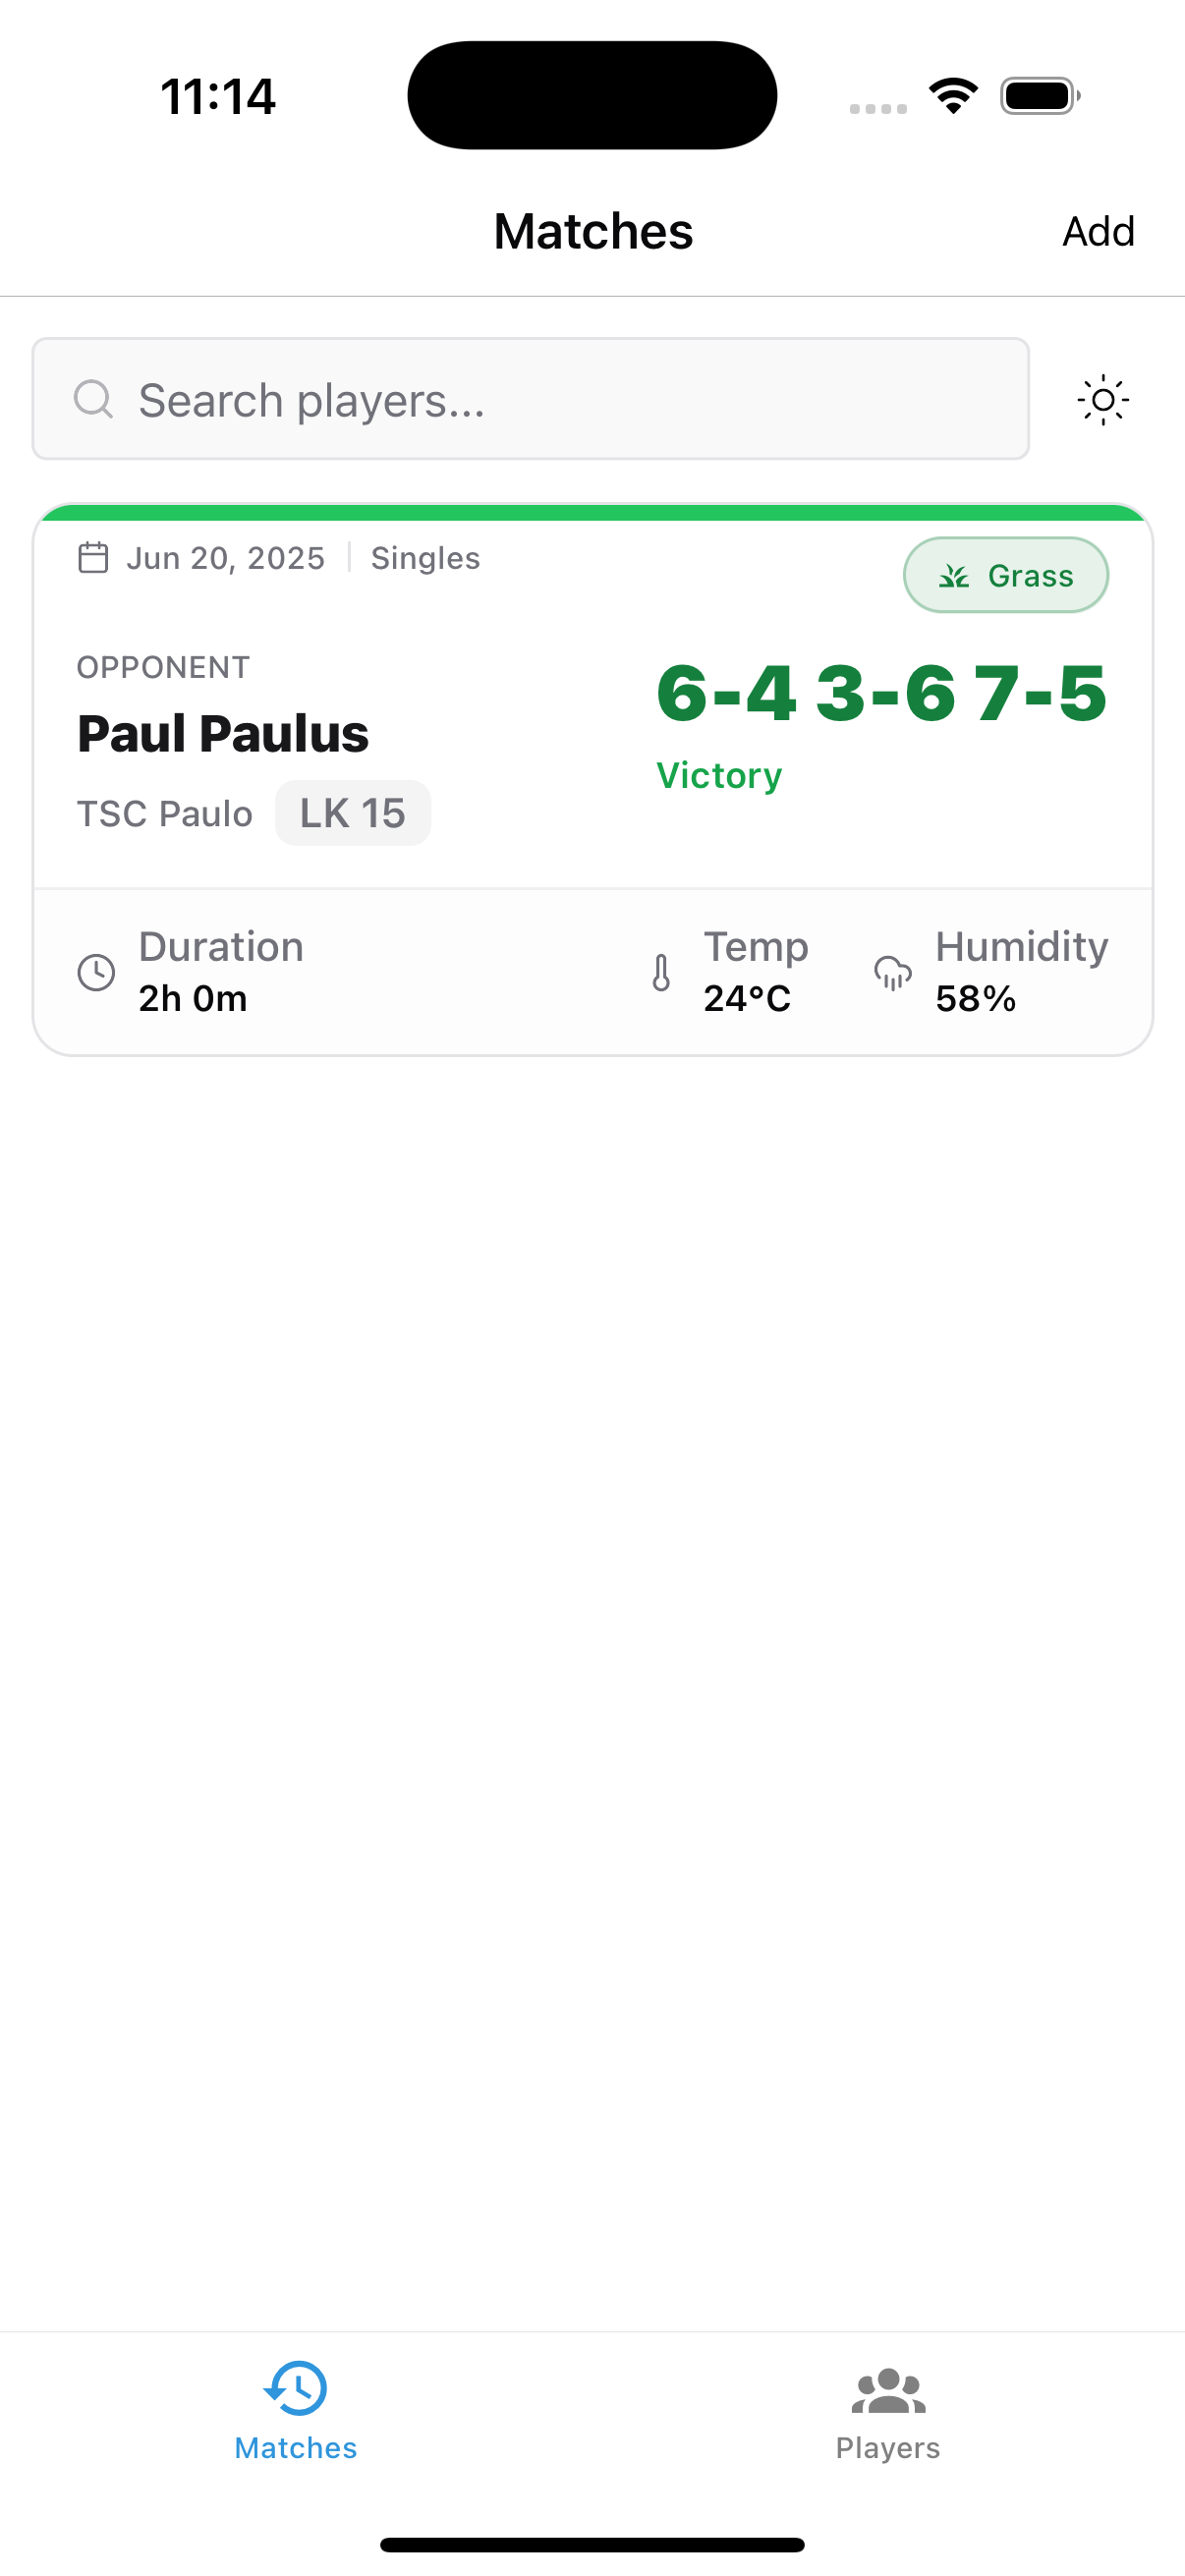 11:14
Matches
Add
Search players...
Jun 20, 2025 Singles
Grass
OPPONENT
Paul Paulus
TSC Paulo LK 15
6-4 3-6 7-5
Victory
Duration
2h 0m
Temp
24°C
Humidity
58%
Matches
Players